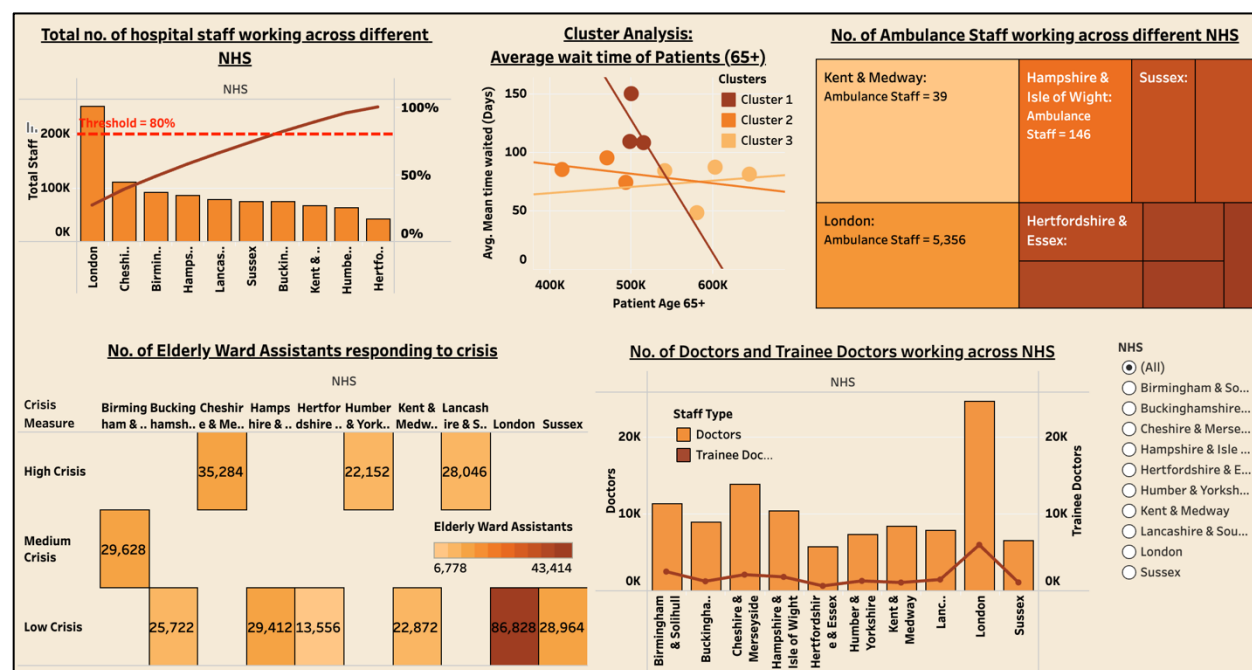 Total no. of hospital staff working across different
NHS
NHS
100%
Threshold = 80%
200K
Total Staff
50%
100K
0K
0%
London
Cheshi..
Birmin..
Hamps..
Lancas..
Sussex
Buckin..
Kent & ..
Humbe..
Hertfo..
Cluster Analysis:
Average wait time of Patients (65+)
Clusters
Cluster 1
Cluster 2
Cluster 3
Avg. Mean time waited (Days)
150
100
50
0
400K
500K
600K
Patient Age 65+
No. of Ambulance Staff working across different NHS
Kent & Medway:
Ambulance Staff = 39
Hampshire &
Isle of Wight:
Ambulance
Staff = 146
Sussex:
London:
Ambulance Staff = 5,356
Hertfordshire &
Essex:
No. of Elderly Ward Assistants responding to crisis
NHS
Crisis
Measure
Birming
ham & ..
Bucking
hamsh..
Cheshir
e & Me..
Hamps
hire & ..
Hertfor
dshire ..
Humber
& York..
Kent &
Medw..
Lancash
ire & S..
London
Sussex
High Crisis
35,284
22,152
28,046
Medium
Crisis
29,628
Elderly Ward Assistants
6,778
43,414
Low Crisis
25,722
29,412
13,556
22,872
86,828
28,964
No. of Doctors and Trainee Doctors working across NHS
NHS
Staff Type
Doctors
Trainee Doc...
Doctors
20K
10K
0K
20K
10K
0K
Trainee Doctors
Birmingham
& Solihull
Buckingha..
Cheshire &
Merseyside
Hampshire &
Isle of Wight
Hertfordshir
e & Essex
Humber &
Yorkshire
Kent &
Medway
Lanc..
London
Sussex
NHS
(All)
Birmingham & So...
Buckinghamshire...
Cheshire & Merse...
Hampshire & Isle ...
Hertfordshire & E...
Humber & Yorksh...
Kent & Medway
Lancashire & Sou...
London
Sussex